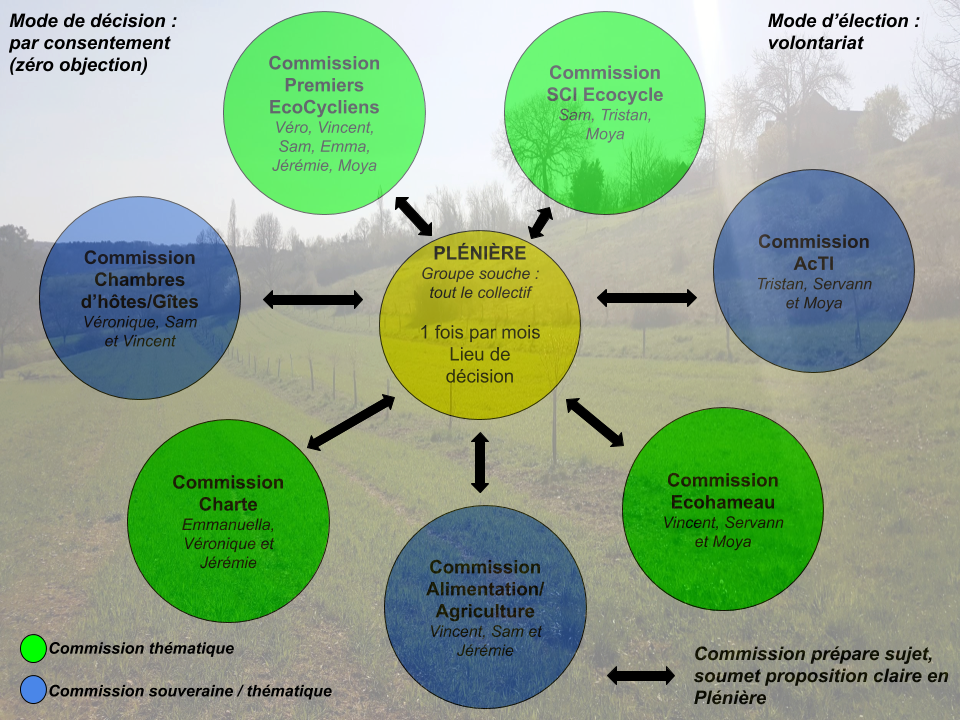 Mode de décision :
par consentement
(zéro objection)
Mode d'élection :
volontariat
Commission
Premiers
EcoCycliens
Véro, Vincent,
Sam, Emma,
Jérémie, Moya
Commission
SCI Ecocycle
Sam, Tristan,
Moya
Commission
Chambres
d'hôtes/Gîtes
Véronique, Sam
et Vincent
PLÉNIÈRE
Groupe souche :
tout le collectif
1 fois par mois
Lieu de
décision
Commission
AcTI
Tristan, Servann
et Moya
Commission
Charte
Emmanuella,
Véronique et
Jérémie
Commission
Alimentation/
Agriculture
Vincent, Sam et
Jérémie
Commission
Ecohameau
Vincent, Servann
et Moya
Commission thématique
Commission souveraine / thématique
Commission prépare sujet,
soumet proposition claire en
Plénière